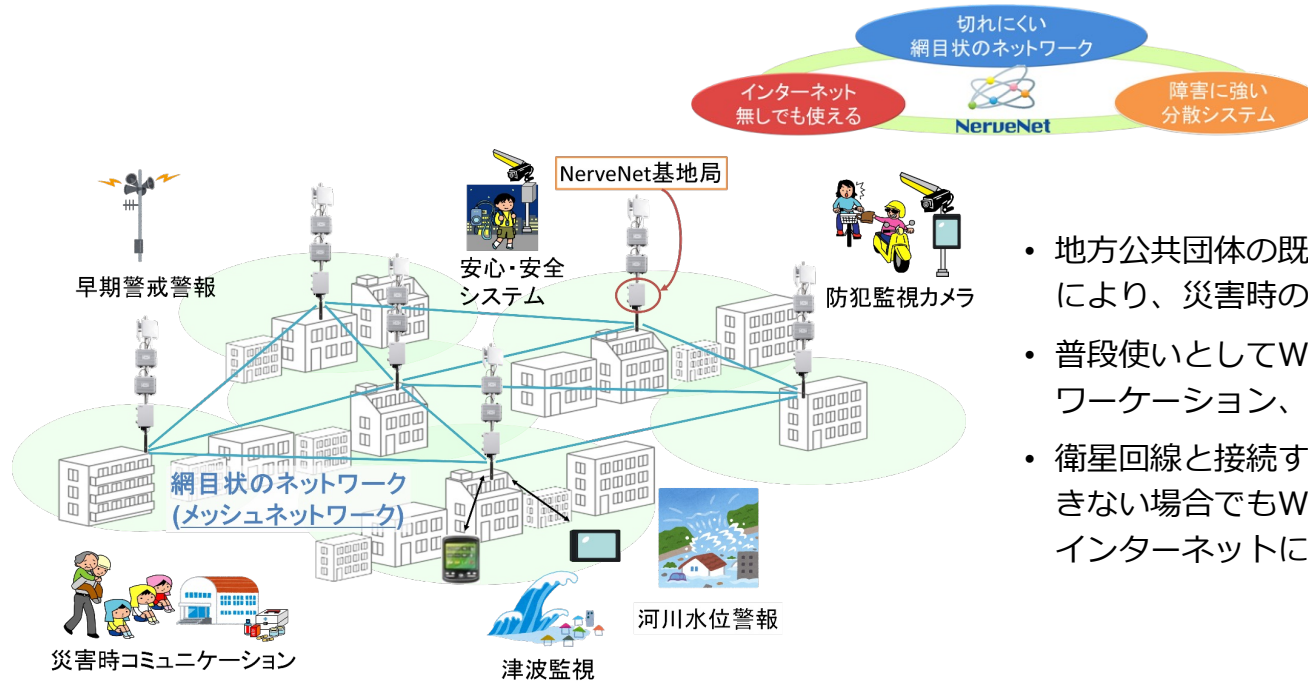 切れにくい
網目状のネットワーク
インターネット
無しでも使える
障害に強い
分散システム
NerveNet
NerveNet基地局
早期警戒警報
安心・安全
システム
防犯監視カメラ
網目状のネットワーク
(メッシュネットワーク)
河川水位警報
災害時コミュニケーション
津波監視
• 地方公共団体の既
により、災害時の
• 普段使いとしてW
ワーケーション、
• 衛星回線と接続す
きない場合でもW
インターネットに